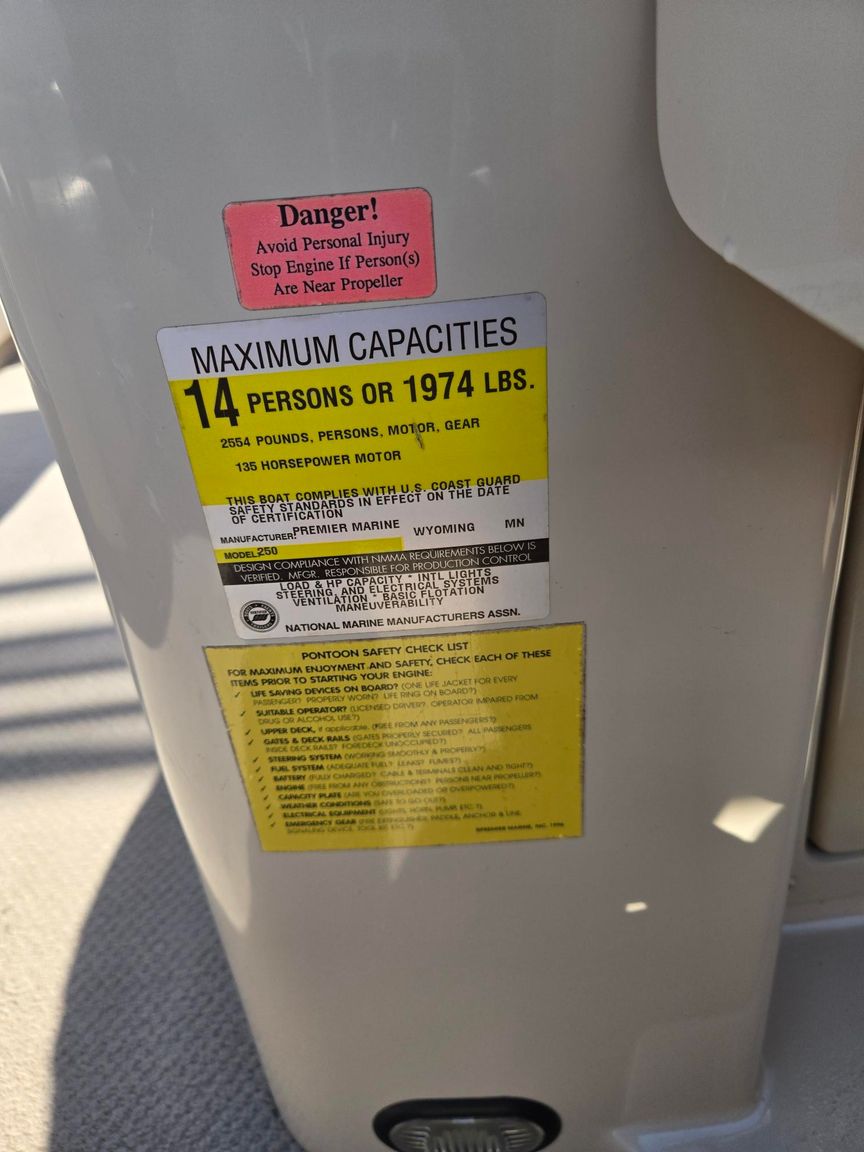 Danger!
Avoid Personal Injury
Stop Engine If Person(s)
Are Near Propeller
MAXIMUM CAPACITIES
14 PERSONS OR 1974 LBS.
2554 POUNDS, PERSONS, MOTOR, GEAR
135 HORSEPOWER MOTOR
THIS BOAT COMPLIES WITH U.S. COAST GUARD
SAFETY STANDARDS IN EFFECT ON THE DATE
OF CERTIFICATION
MANUFACTURER: PREMIER MARINE WYOMING MN
MODEL: 250
DESIGN COMPLIANCE WITH NMMA REQUIREMENTS BELOW IS
VERIFIED. MFGR. RESPONSIBLE FOR PRODUCTION CONTROL
LOAD & HP CAPACITY * INTL LIGHTS
STEERING, AND ELECTRICAL SYSTEMS
VENTILATION * BASIC FLOTATION
MANEUVERABILITY
NATIONAL MARINE MANUFACTURERS ASSN.
PONTOON SAFETY CHECK LIST
FOR MAXIMUM ENJOYMENT AND SAFETY, CHECK EACH OF THESE
ITEMS PRIOR TO STARTING YOUR ENGINE:
✓ LIFE SAVING DEVICES ON BOARD? (ONE LIFE JACKET FOR EVERY
PASSENGER? PROPERLY WORN? LIFE RING ON BOARD?)
✓ SUITABLE OPERATOR? (LICENSED DRIVER? OPERATOR IMPAIRED FROM
DRUG OR ALCOHOL USE?)
✓ UPPER DECK, if applicable. (FREE FROM ANY PASSENGERS?)
✓ GATES & DECK RAILS (GATES PROPERLY SECURED? ALL PASSENGERS
INSIDE DECK RAILS? FOREDECK UNOCCUPIED?)
✓ STEERING SYSTEM (WORKING SMOOTHLY & PROPERLY?)
✓ FUEL SYSTEM (ADEQUATE FUEL? LEAKS? FUMES?)
✓ BATTERY (FULLY CHARGED? CABLE & TERMINALS CLEAN AND TIGHT?)
✓ ENGINE (FREE FROM ANY OBSTRUCTIONS? PERSONS NEAR PROPELLER?)
✓ CAPACITY PLATE (ARE YOU OVERLOADED OR OVERPOWERED?)
✓ WEATHER CONDITIONS (SAFE TO GO OUT?)
✓ ELECTRICAL EQUIPMENT (LIGHTS, HORN, PUMP, ETC.?)
✓ EMERGENCY GEAR (FIRE EXTINGUISHER, PADDLE, ANCHOR & LINE,
SIGNALING DEVICE, TOOL KIT, ETC.?)
PREMIER MARINE, INC. 1996